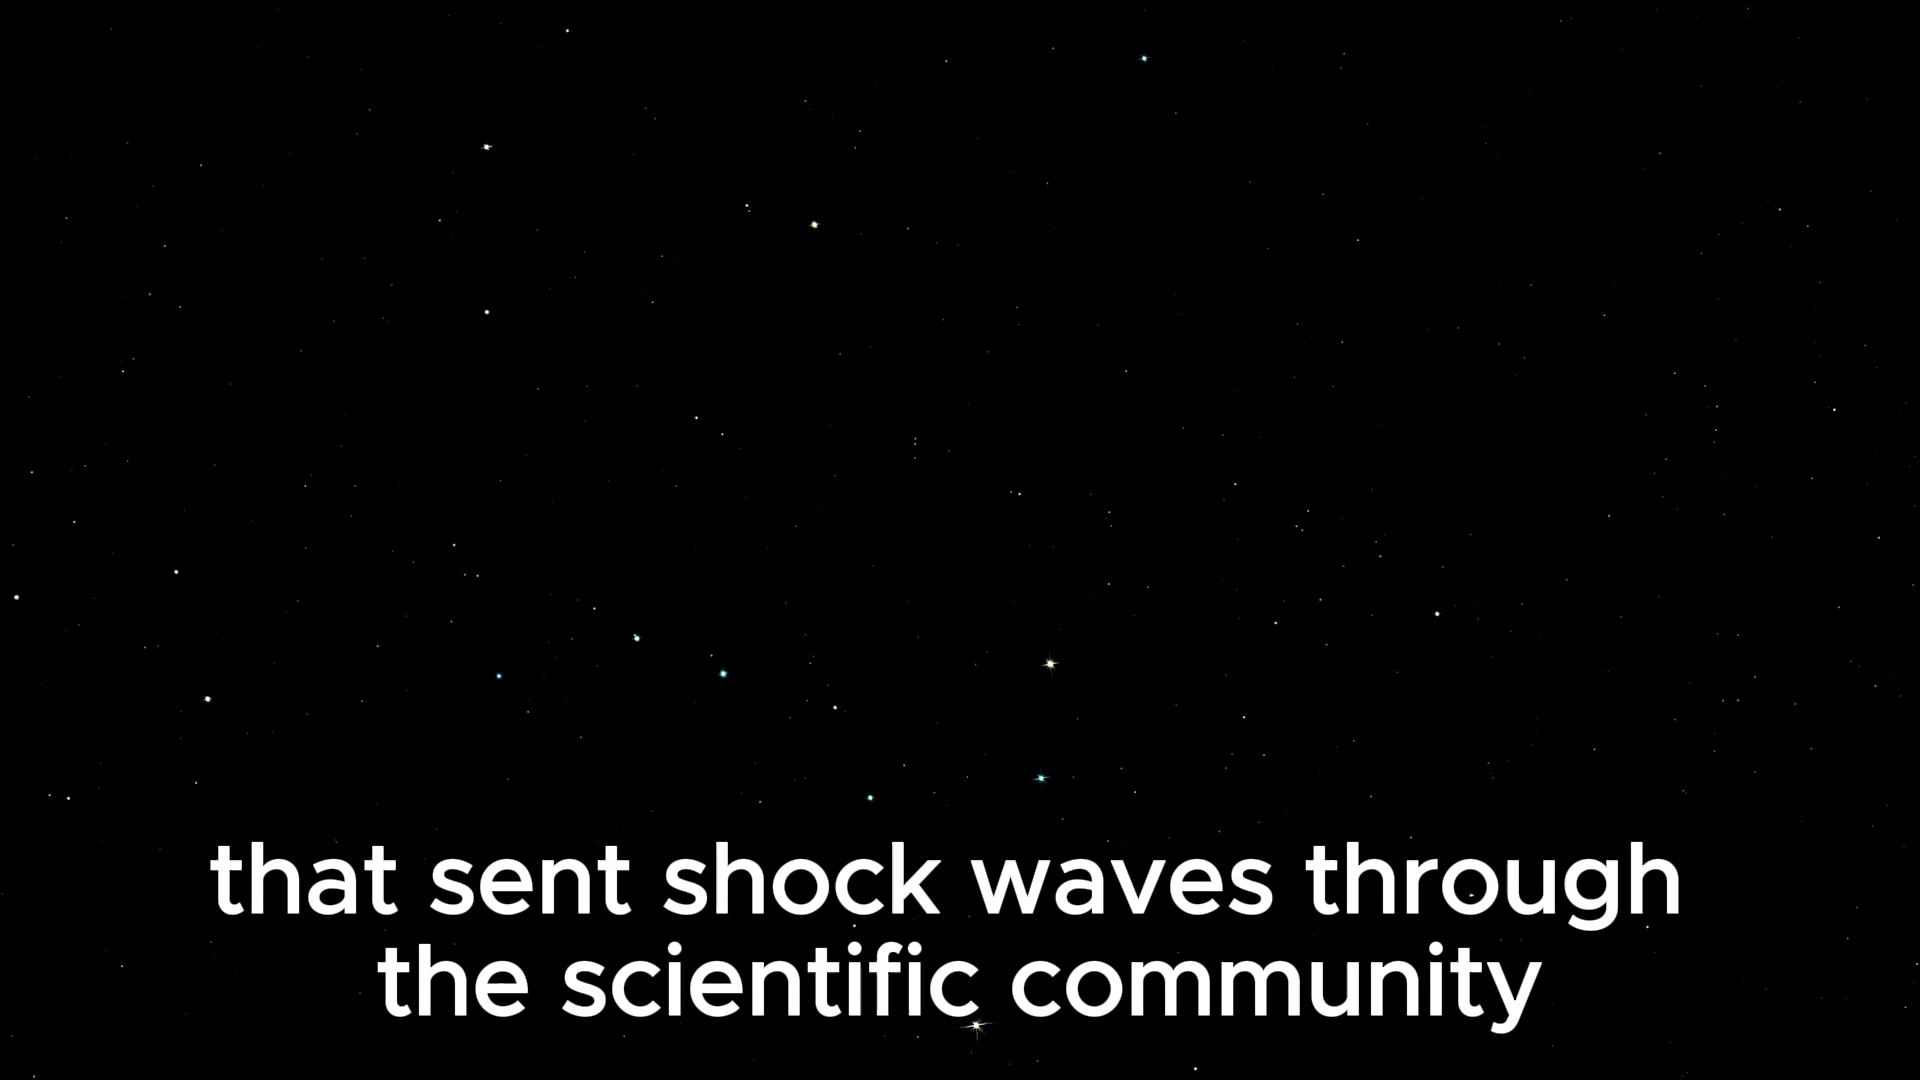 that sent shock waves through
the scientific community